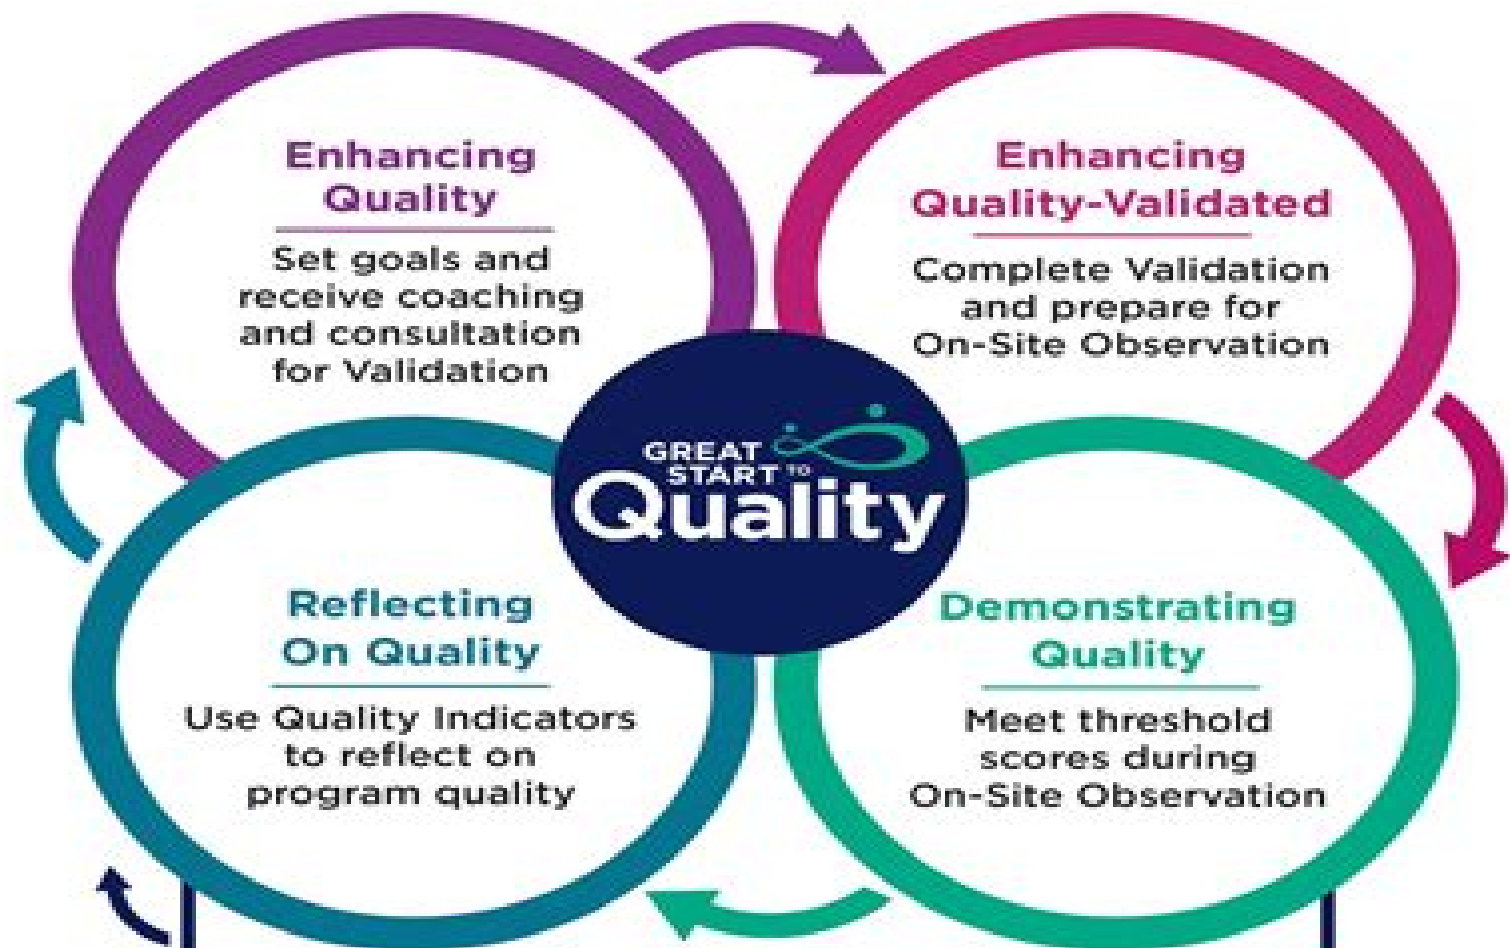 Enhancing
Quality
Set goals and
receive coaching
and consultation
for Validation
Enhancing
Quality-Validated
Complete Validation
and prepare for
On-Site Observation
GREAT
START TO
Quality
Reflecting
On Quality
Use Quality Indicators
to reflect on
program quality
Demonstrating
Quality
Meet threshold
scores during
On-Site Observation